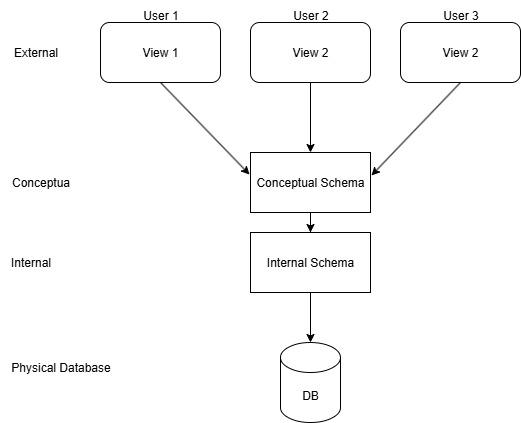 User 1
User 2
User 3
External
View 1
View 2
View 2
Conceptua
Conceptual Schema
Internal
Internal Schema
Physical Database
DB